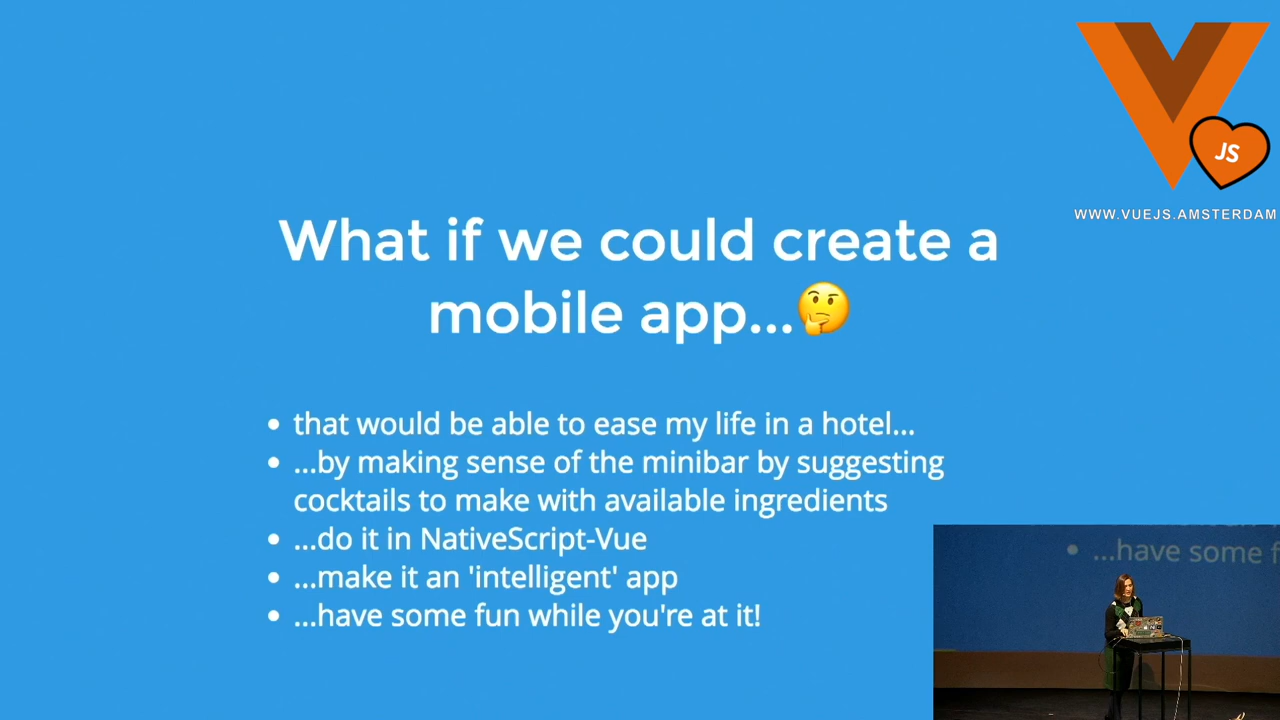 What if we could create a
mobile app...🤔
• that would be able to ease my life in a hotel...
• ...by making sense of the minibar by suggesting
cocktails to make with available ingredients
• ...do it in NativeScript-Vue
• ...make it an 'intelligent' app
• ...have some fun while you're at it!
JS
WWW.VUEJS.AMSTERDAM
• ...have some f